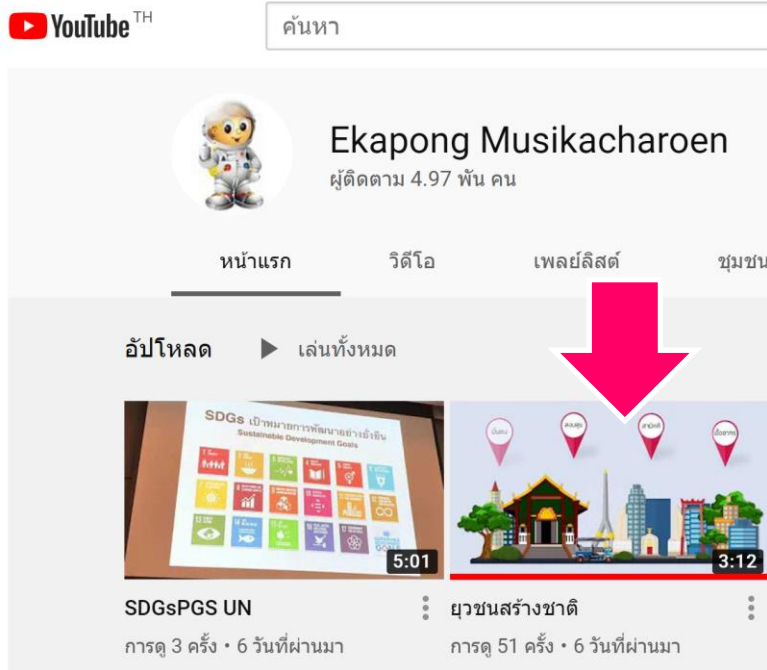 YouTube TH
ค้นหา
Ekapong Musikacharoen
ผู้ติดตาม 4.97 พัน คน
หน้าแรก วิดีโอ เพลย์ลิสต์ ชุมชน
อัปโหลด เล่นทั้งหมด
SDGs เป้าหมายการพัฒนาอย่างยั่งยืน
Sustainable Development Goals
5:01
3:12
SDGsPGS UN
การดู 3 ครั้ง • 6 วันที่ผ่านมา
ยุวชนสร้างชาติ
การดู 51 ครั้ง • 6 วันที่ผ่านมา